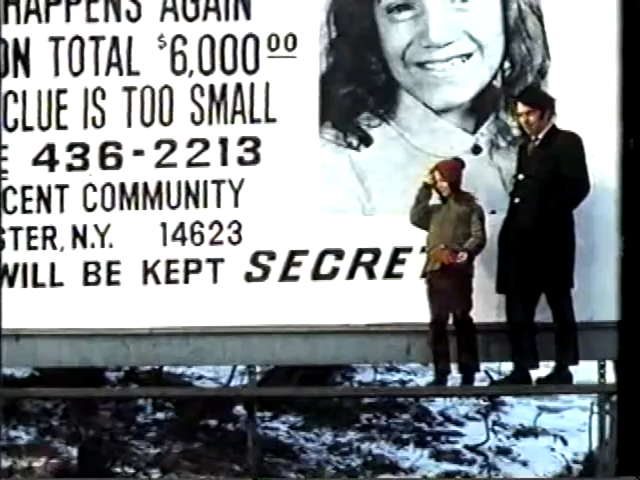 HAPPENS AGAIN
ON TOTAL $6,000 00
CLUE IS TOO SMALL
E 436-2213
CENT COMMUNITY
STER, N.Y. 14623
WILL BE KEPT SECRET